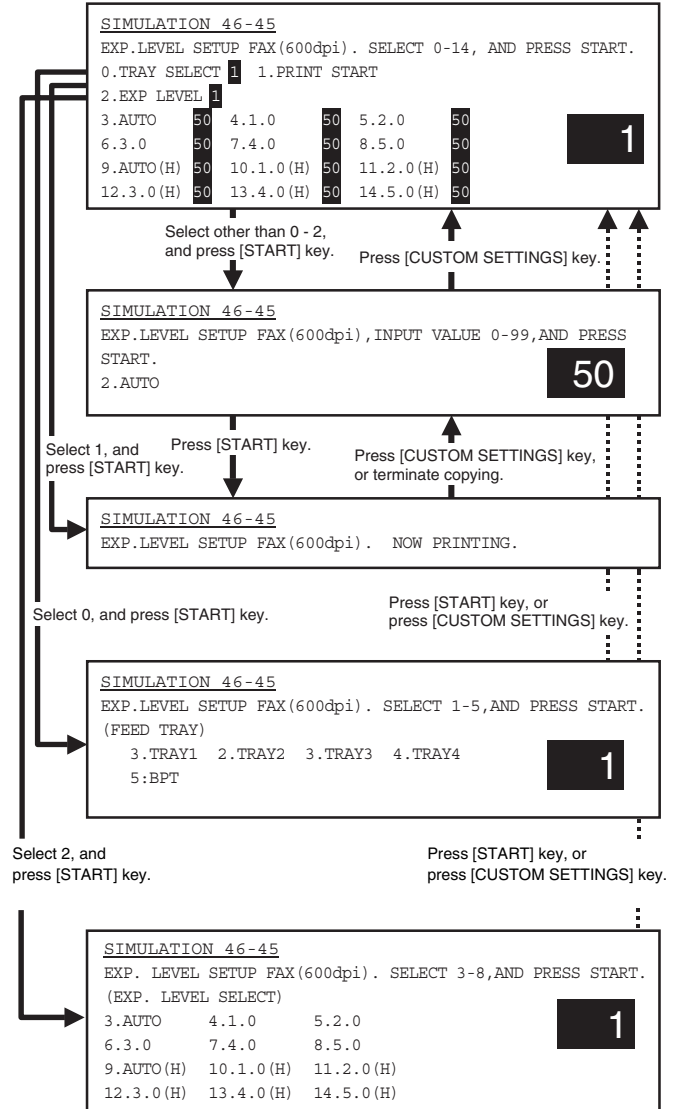 SIMULATION 46-45
EXP.LEVEL SETUP FAX(600dpi). SELECT 0-14, AND PRESS START.
0.TRAY SELECT 1 1.PRINT START
2.EXP LEVEL 1
3.AUTO 50 4.1.0 50 5.2.0 50
6.3.0 50 7.4.0 50 8.5.0 50
1
9.AUTO(H) 50 10.1.0(H) 50 11.2.0(H) 50
12.3.0(H) 50 13.4.0(H) 50 14.5.0(H) 50
Select other than 0 - 2,
and press [START] key.
Press [CUSTOM SETTINGS] key.
SIMULATION 46-45
EXP.LEVEL SETUP FAX(600dpi),INPUT VALUE 0-99,AND PRESS
START.
2.AUTO
50
Select 1, and
press [START] key.
Press [START] key.
Press [CUSTOM SETTINGS] key,
or terminate copying.
SIMULATION 46-45
EXP.LEVEL SETUP FAX(600dpi). NOW PRINTING.
Select 0, and press [START] key.
Press [START] key, or
press [CUSTOM SETTINGS] key.
SIMULATION 46-45
EXP.LEVEL SETUP FAX(600dpi). SELECT 1-5,AND PRESS START.
(FEED TRAY)
3.TRAY1 2.TRAY2 3.TRAY3 4.TRAY4
5:BPT
1
Select 2, and
press [START] key.
Press [START] key, or
press [CUSTOM SETTINGS] key.
SIMULATION 46-45
EXP. LEVEL SETUP FAX(600dpi). SELECT 3-8,AND PRESS START.
(EXP. LEVEL SELECT)
3.AUTO 4.1.0 5.2.0
1
6.3.0 7.4.0 8.5.0
9.AUTO(H) 10.1.0(H) 11.2.0(H)
12.3.0(H) 13.4.0(H) 14.5.0(H)